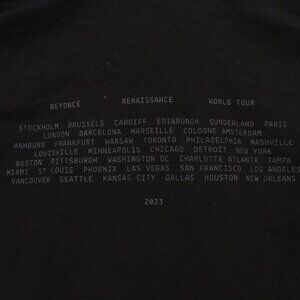 BEYONCÉ RENAISSANCE WORLD TOUR
STOCKHOLM BRUSSELS CARDIFF EDINBURGH SUNDERLAND PARIS
LONDON BARCELONA MARSEILLE COLOGNE AMSTERDAM
HAMBURG FRANKFURT WARSAW TORONTO PHILADELPHIA NASHVILLE
LOUISVILLE MINNEAPOLIS CHICAGO DETROIT NEW YORK
BOSTON PITTSBURGH WASHINGTON DC CHARLOTTE ATLANTA TAMPA
MIAMI ST LOUIS PHOENIX LAS VEGAS SAN FRANCISCO LOS ANGELES
VANCOUVER SEATTLE KANSAS CITY DALLAS HOUSTON NEW ORLEANS
2023